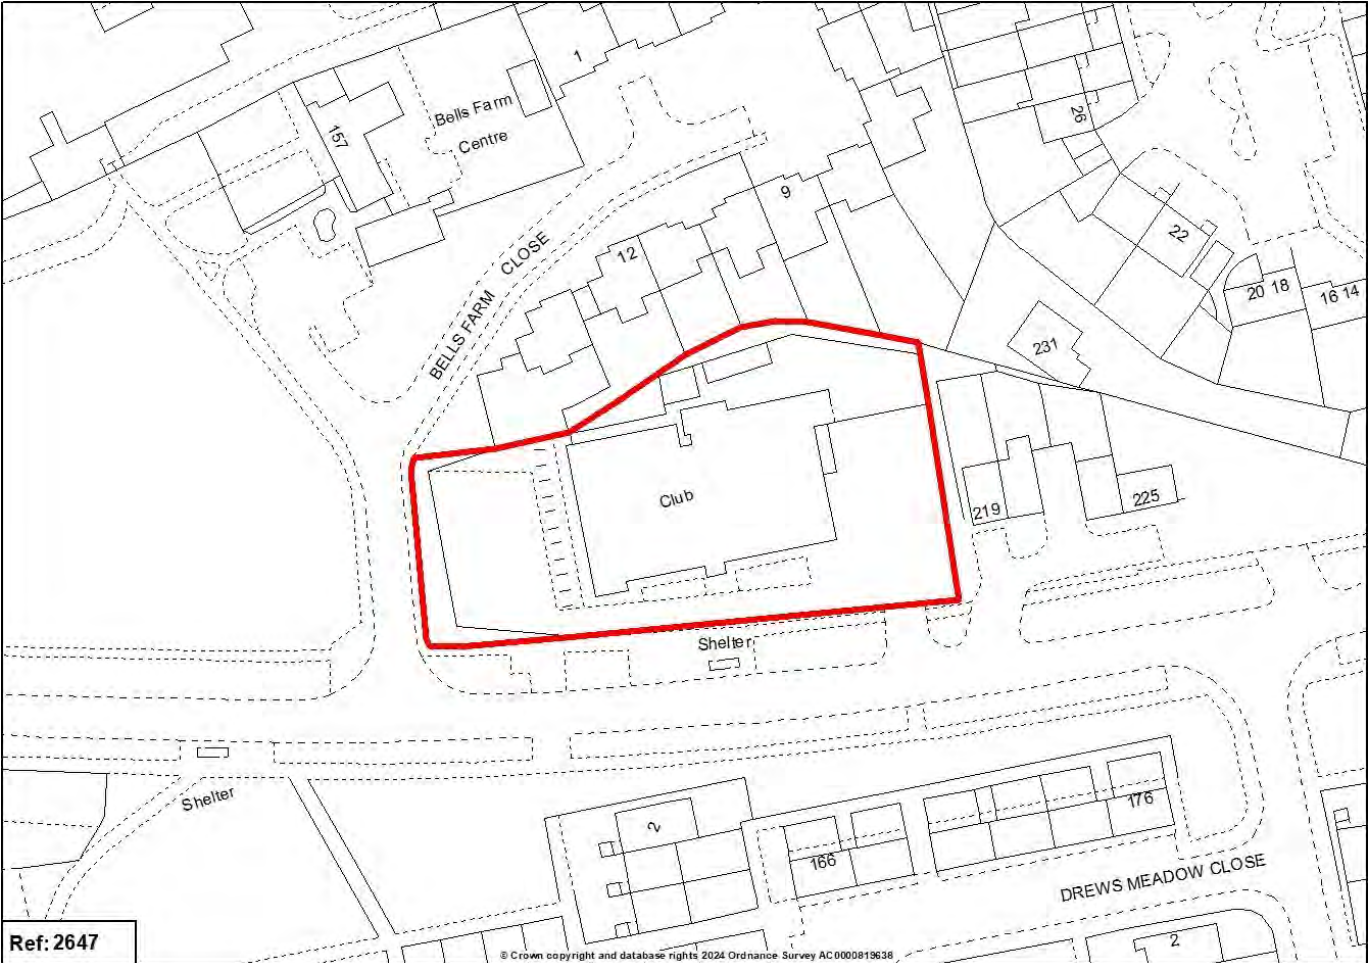 1
Bells Farm
Centre
157
26
9
22
12
BELLS FARM CLOSE
20 18
16 14
231
Club
219
225
Shelter
Shelter
2
166
176
DREWS MEADOW CLOSE
2
Ref: 2647
© Crown copyright and database rights 2024 Ordnance Survey AC0000819638